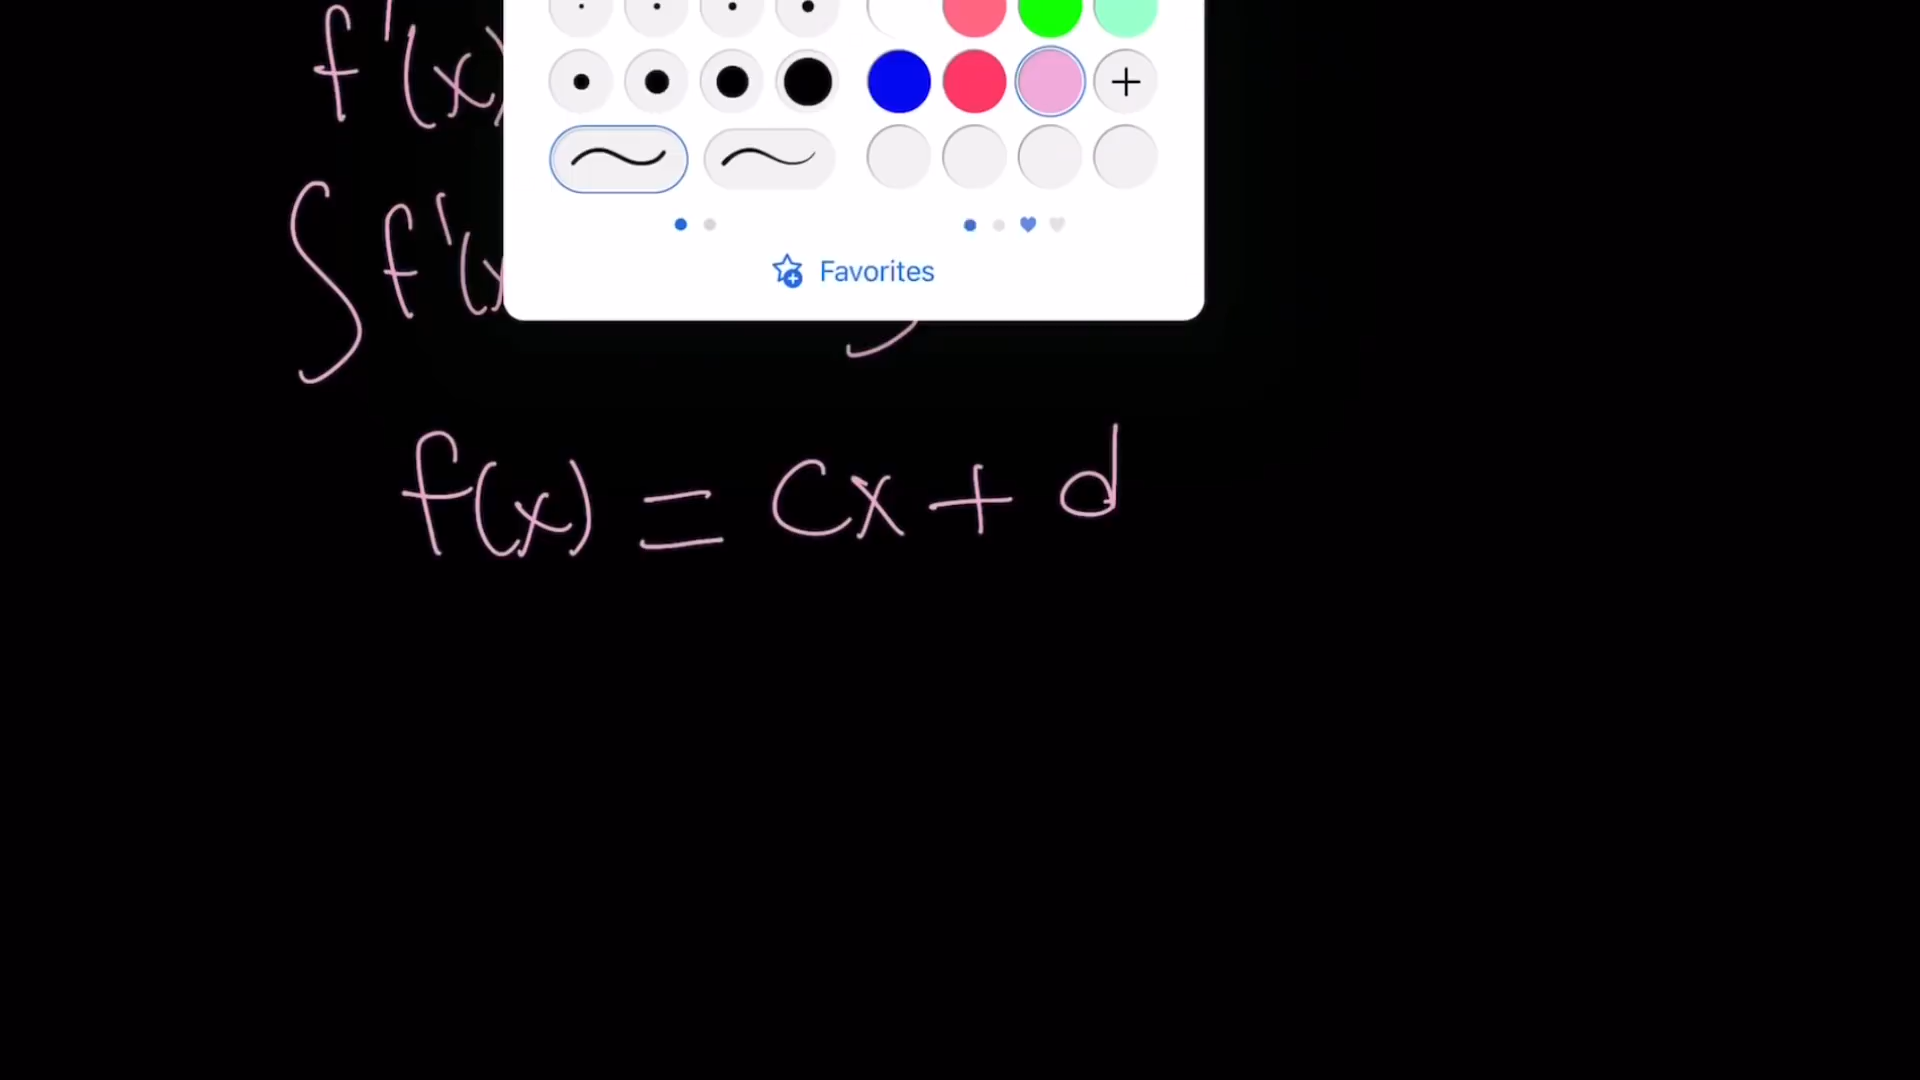 f'(x)
∫ f'(x
Favorites
f(x) = cx + d